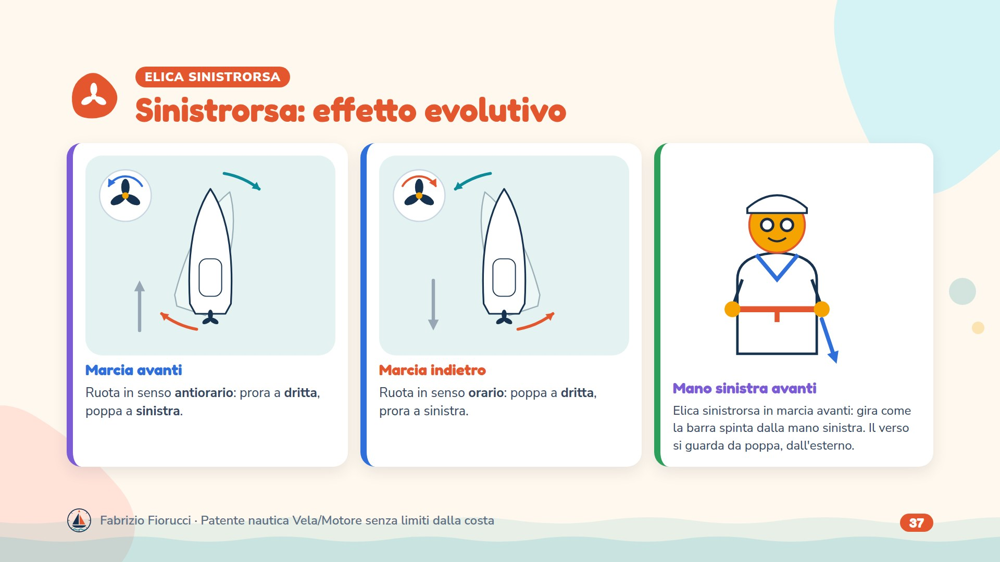 ELICA SINISTRORSA
Sinistrorsa: effetto evolutivo
Marcia avanti
Ruota in senso antiorario: prora a dritta,
poppa a sinistra.
Marcia indietro
Ruota in senso orario: poppa a dritta,
prora a sinistra.
Mano sinistra avanti
Elica sinistrorsa in marcia avanti: gira come
la barra spinta dalla mano sinistra. Il verso
si guarda da poppa, dall'esterno.
Fabrizio Fiorucci · Patente nautica Vela/Motore senza limiti dalla costa
37